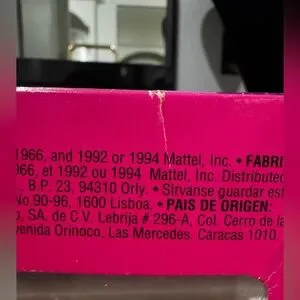 1966, and 1992 or 1994 Mattel, Inc. • FABRI
966, et 1992 ou 1994 Mattel, Inc. Distributed
L. B.P. 23, 94310 Orly. • Sírvanse guardar est
No.90-96. 1600 Lisboa. • PAIS DE ORIGEN:
o, SA. de C.V. Lebrija # 296-A, Col. Cerro de la
venida Orinoco, Las Mercedes. Caracas 1010.